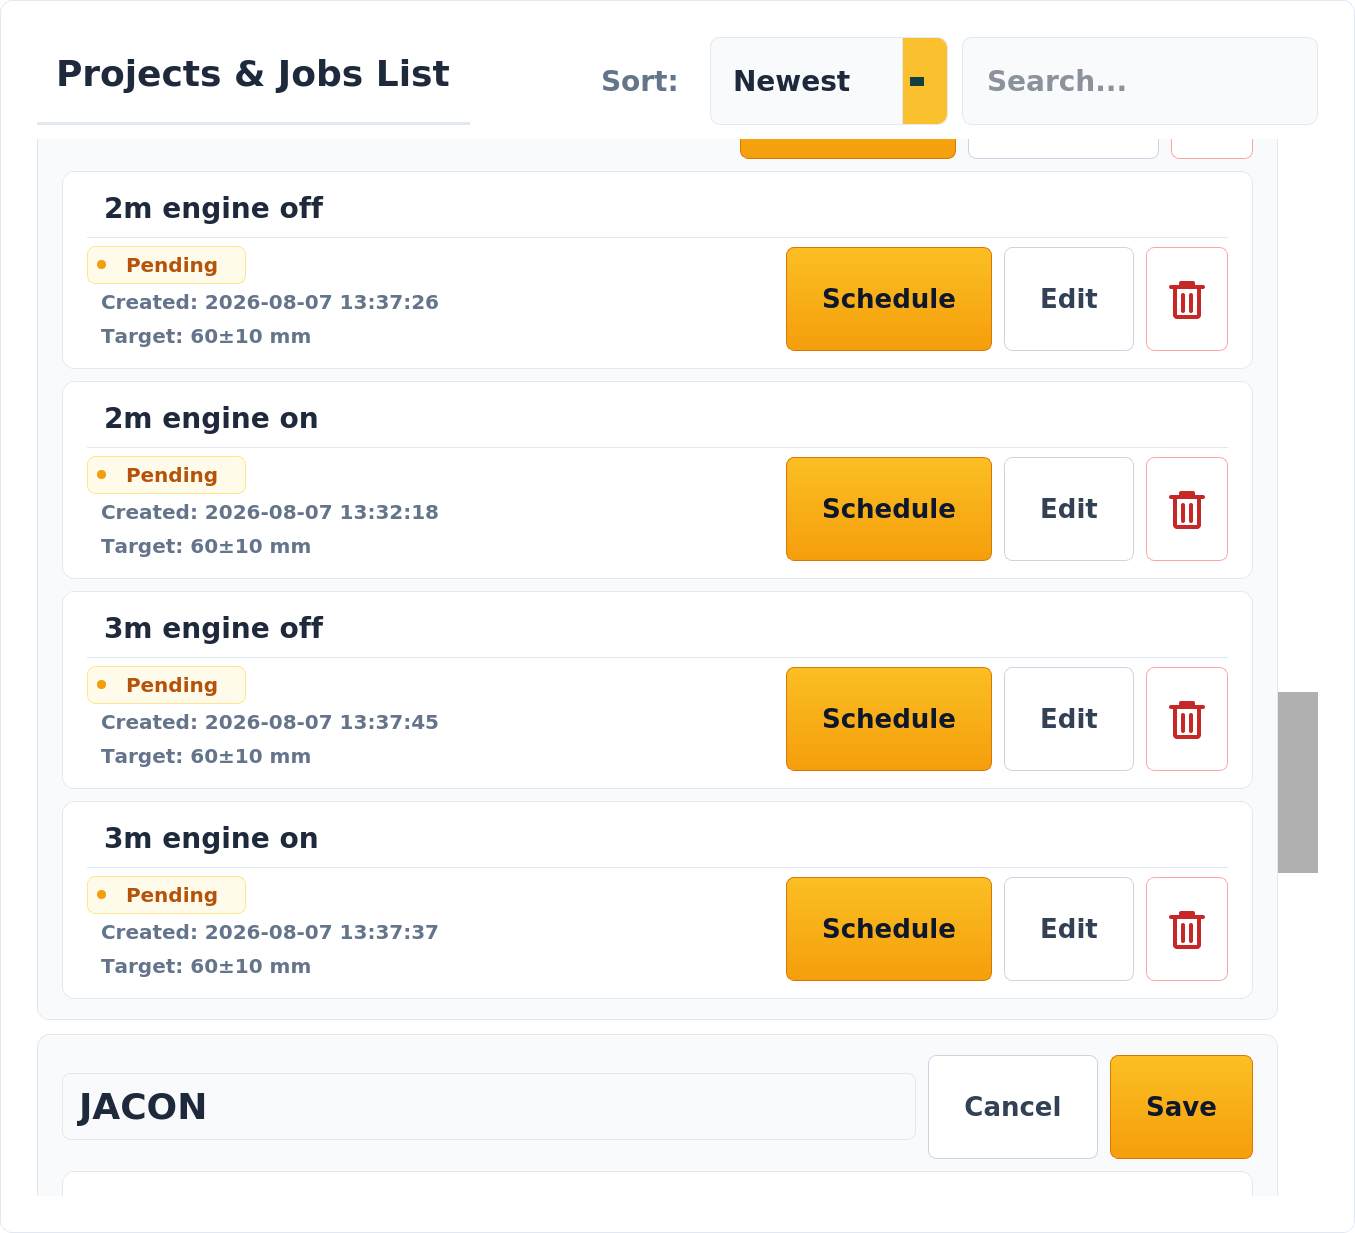 Projects & Jobs List
Sort:
Newest
Search...
2m engine off
Pending
Created: 2026-08-07 13:37:26
Target: 60±10 mm
Schedule
Edit
2m engine on
Pending
Created: 2026-08-07 13:32:18
Target: 60±10 mm
Schedule
Edit
3m engine off
Pending
Created: 2026-08-07 13:37:45
Target: 60±10 mm
Schedule
Edit
3m engine on
Pending
Created: 2026-08-07 13:37:37
Target: 60±10 mm
Schedule
Edit
JACON
Cancel
Save